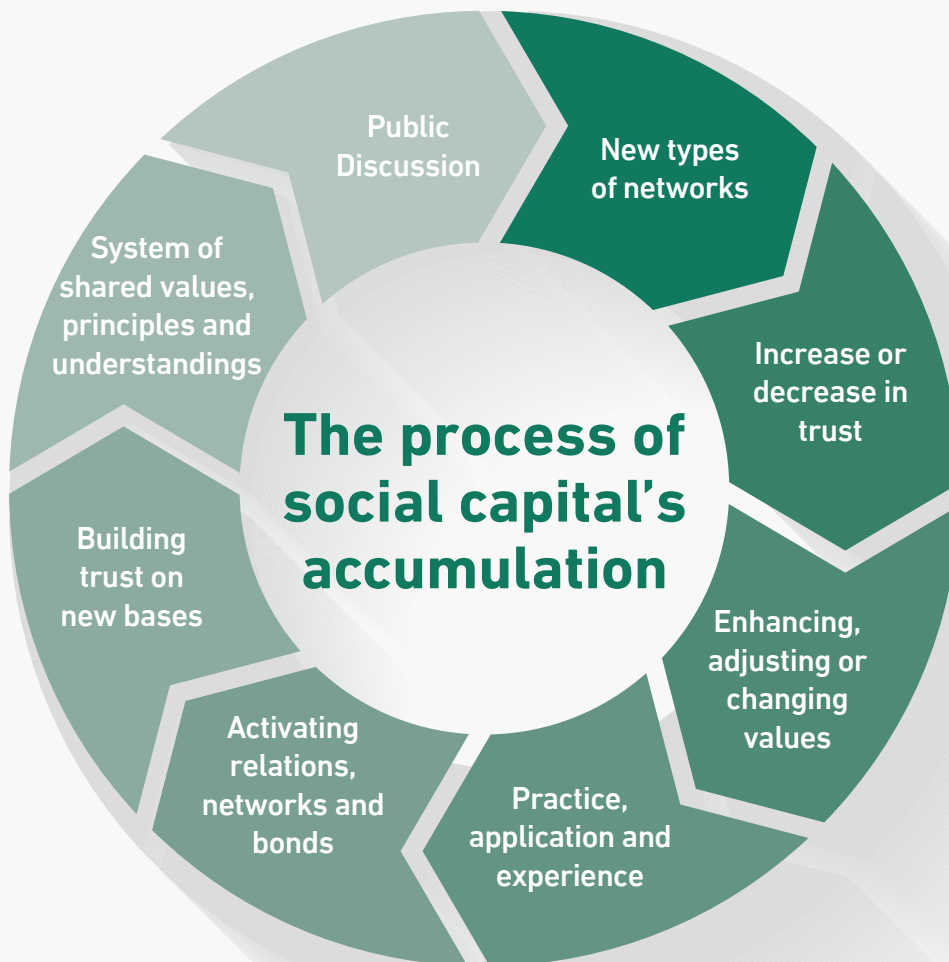 Public
Discussion
New types
of networks
System of
shared values,
principles and
understandings
Increase or
decrease in
trust
The process of
social capital's
accumulation
Building
trust on
new bases
Enhancing,
adjusting or
changing
values
Activating
relations,
networks and
bonds
Practice,
application and
experience